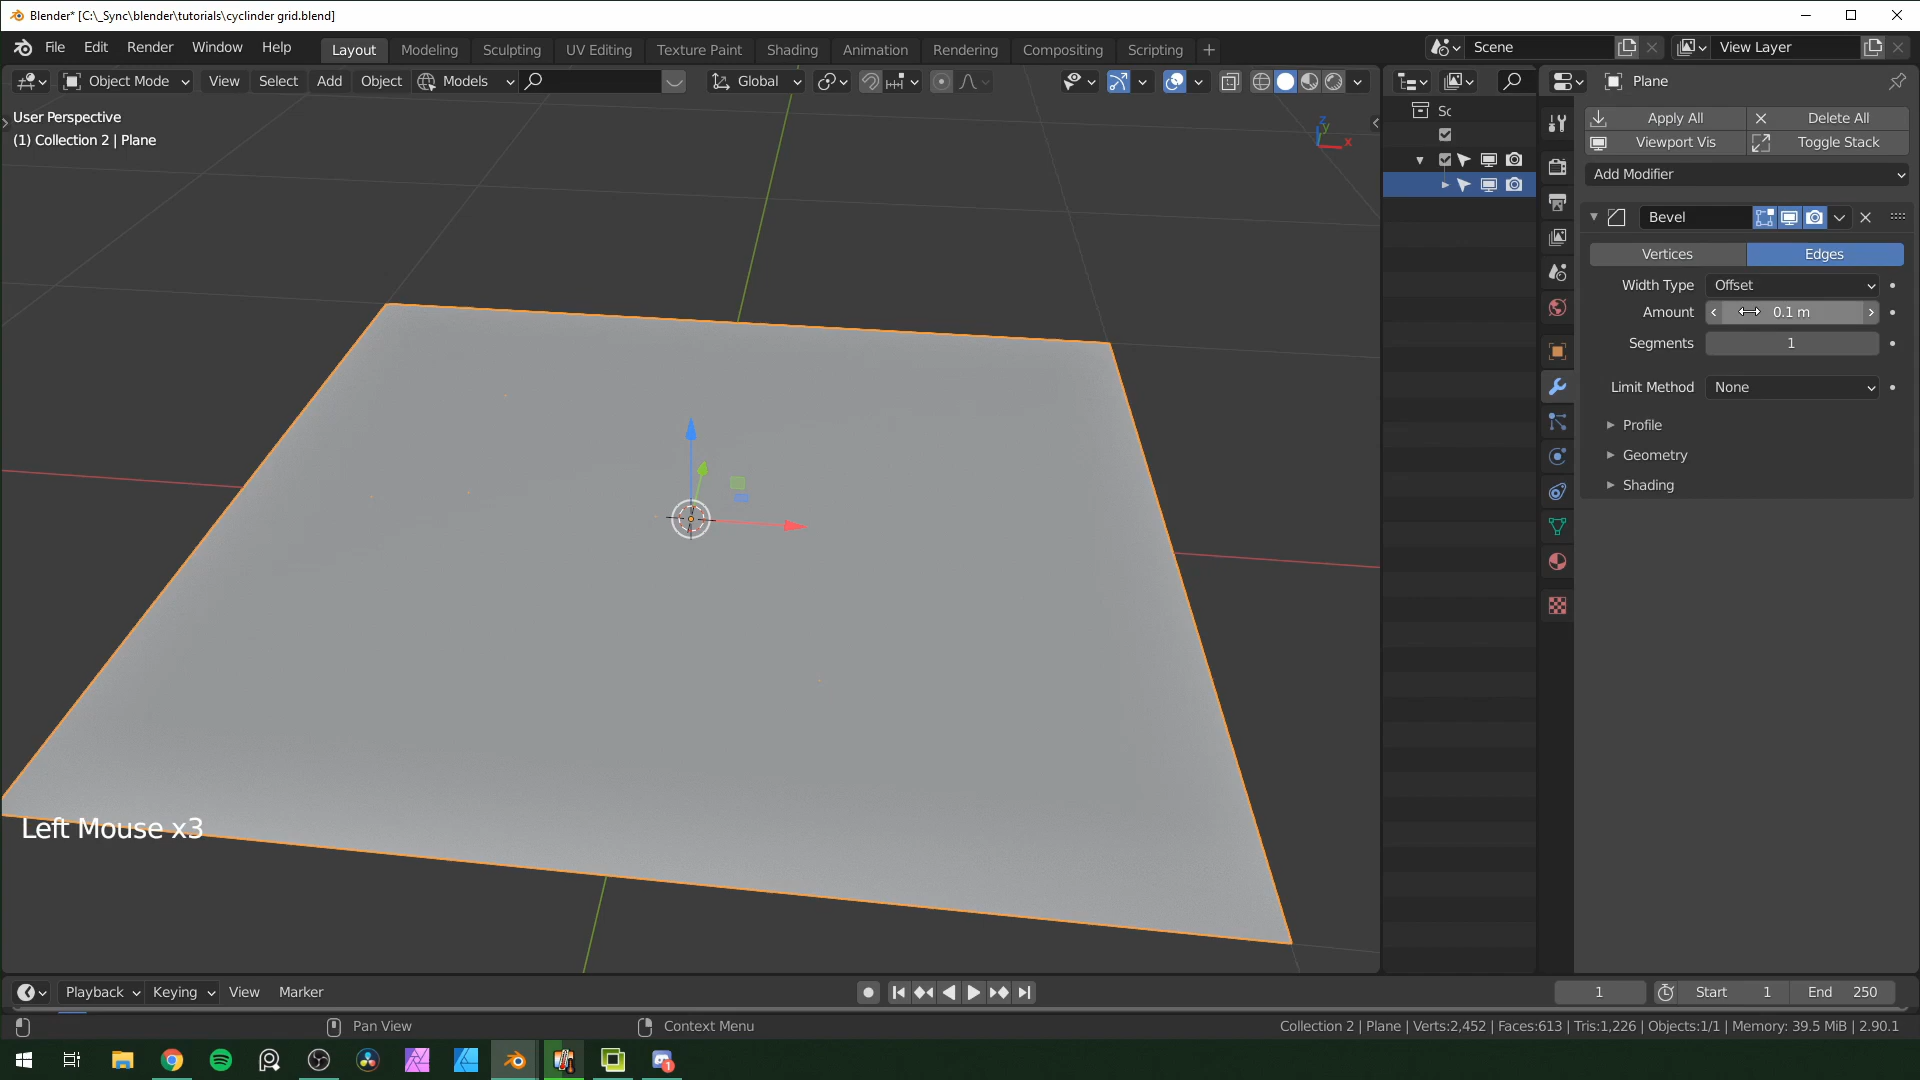 Blender* [C:\_Sync\blender\tutorials\cyclinder grid.blend]
File Edit Render Window Help
Layout Modeling Sculpting UV Editing Texture Paint Shading Animation Rendering Compositing Scripting +
Scene
View Layer
Object Mode View Select Add Object Models
Global
Plane
User Perspective
(1) Collection 2 | Plane
Z
Y
X
Sc
Apply All
Delete All
Viewport Vis
Toggle Stack
Add Modifier
Bevel
Vertices Edges
Width Type Offset
Amount 0.1 m
Segments 1
Limit Method None
Profile
Geometry
Shading
Left Mouse x3
Playback Keying View Marker
1
Start 1
End 250
Pan View
Context Menu
Collection 2 | Plane | Verts:2,452 | Faces:613 | Tris:1,226 | Objects:1/1 | Memory: 39.5 MiB | 2.90.1
1